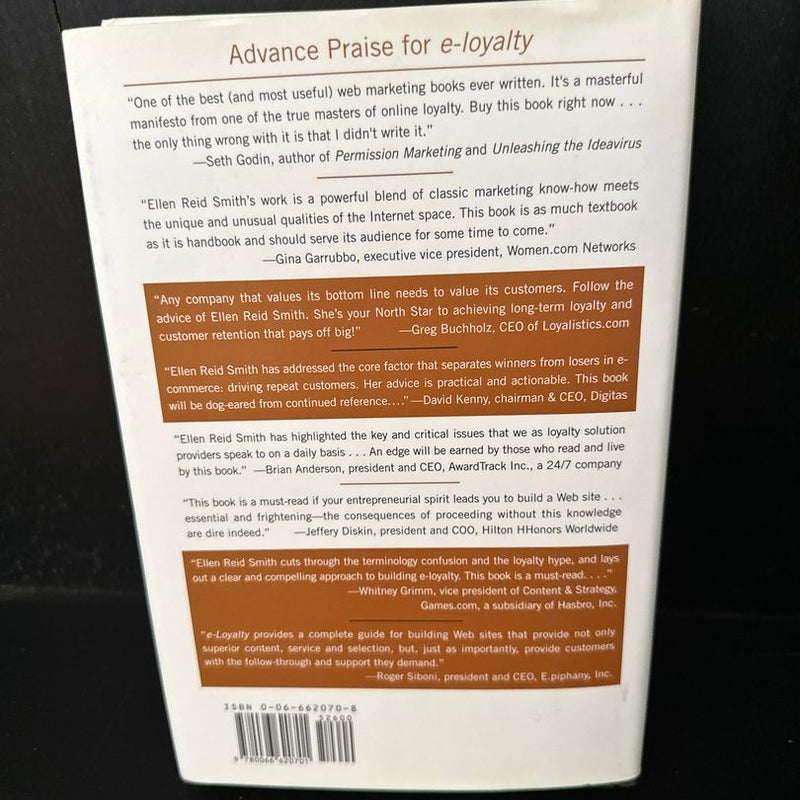 Advance Praise for e-loyalty
“One of the best (and most useful) web marketing books ever written. It's a masterful
manifesto from one of the true masters of online loyalty. Buy this book right now . . .
the only thing wrong with it is that I didn't write it.”
—Seth Godin, author of Permission Marketing and Unleashing the Ideavirus
“Ellen Reid Smith's work is a powerful blend of classic marketing know-how meets
the unique and unusual qualities of the Internet space. This book is as much textbook
as it is handbook and should serve its audience for some time to come.”
—Gina Garrubbo, executive vice president, Women.com Networks
“Any company that values its bottom line needs to value its customers. Follow the
advice of Ellen Reid Smith. She's your North Star to achieving long-term loyalty and
customer retention that pays off big!” —Greg Buchholz, CEO of Loyalistics.com
“Ellen Reid Smith has addressed the core factor that separates winners from losers in e-
commerce: driving repeat customers. Her advice is practical and actionable. This book
will be dog-eared from continued reference....”—David Kenny, chairman & CEO, Digitas
“Ellen Reid Smith has highlighted the key and critical issues that we as loyalty solution
providers speak to on a daily basis . . . An edge will be earned by those who read and live
by this book.” —Brian Anderson, president and CEO, AwardTrack Inc., a 24/7 company
“This book is a must-read if your entrepreneurial spirit leads you to build a Web site . . .
essential and frightening—the consequences of proceeding without this knowledge
are dire indeed.” —Jeffery Diskin, president and COO, Hilton HHonors Worldwide
“Ellen Reid Smith cuts through the terminology confusion and the loyalty hype, and lays
out a clear and compelling approach to building e-loyalty. This book is a must-read. . . .”
—Whitney Grimm, vice president of Content & Strategy,
Games.com, a subsidiary of Hasbro, Inc.
“e-Loyalty provides a complete guide for building Web sites that provide not only
superior content, service and selection, but, just as importantly, provide customers
with the follow-through and support they demand.”
—Roger Siboni, president and CEO, E.piphany, Inc.
ISBN 0-06-662070-8
52600
9 780066 620701